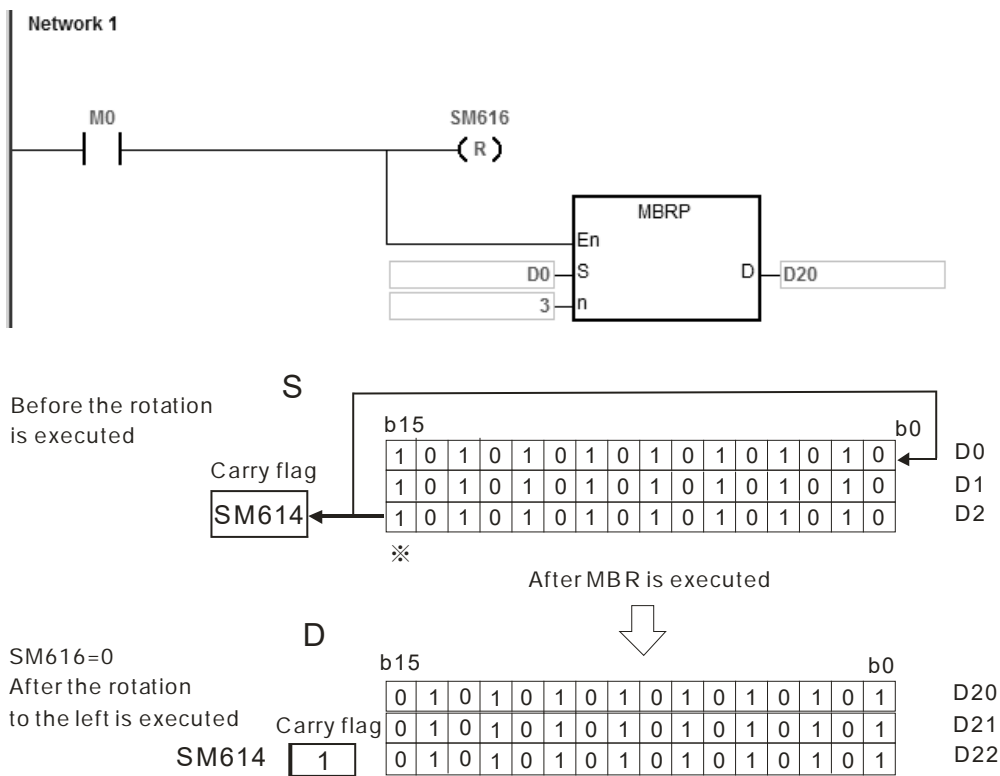 Network 1
M0
SM616
( R )
MBRP
En
D0 S D D20
3 n
S
Before the rotation
is executed
b15 b0
Carry flag
1 0 1 0 1 0 1 0 1 0 1 0 1 0 1 0 D0
1 0 1 0 1 0 1 0 1 0 1 0 1 0 1 0 D1
SM614 1 0 1 0 1 0 1 0 1 0 1 0 1 0 1 0 D2
※
After MBR is executed
D
SM616=0
After the rotation
to the left is executed
b15 b0
0 1 0 1 0 1 0 1 0 1 0 1 0 1 0 1 D20
Carry flag 0 1 0 1 0 1 0 1 0 1 0 1 0 1 0 1 D21
SM614 1 0 1 0 1 0 1 0 1 0 1 0 1 0 1 0 1 D22